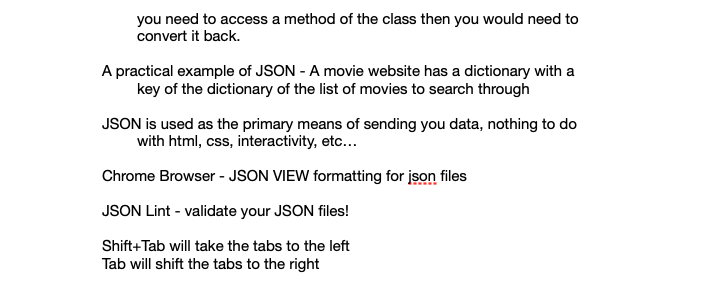 you need to access a method of the class then you would need to
convert it back.
A practical example of JSON - A movie website has a dictionary with a
key of the dictionary of the list of movies to search through
JSON is used as the primary means of sending you data, nothing to do
with html, css, interactivity, etc…
Chrome Browser - JSON VIEW formatting for json files
JSON Lint - validate your JSON files!
Shift+Tab will take the tabs to the left
Tab will shift the tabs to the right